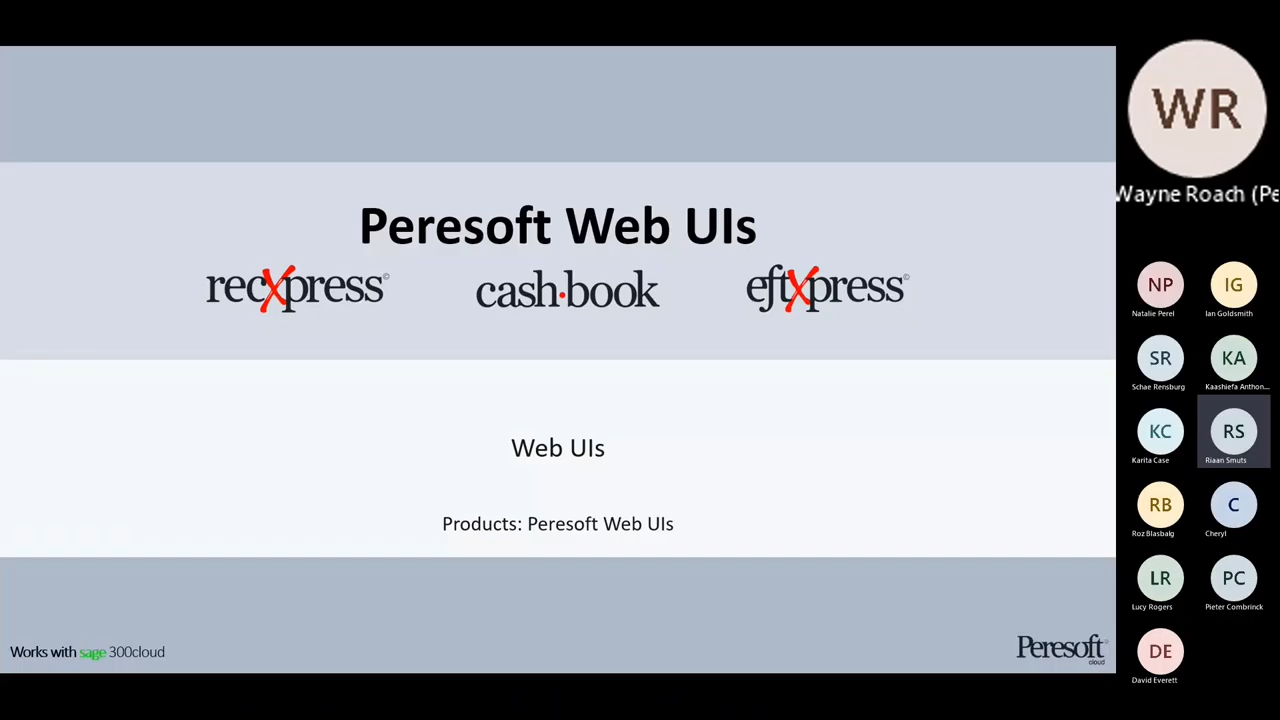 Peresoft Web UIs
recXpress©
cash·book
eftXpress©
Web UIs
Products: Peresoft Web UIs
Works with sage 300cloud
Peresoft
cloud
WR
Wayne Roach (Pe
NP
Natalie Perel
IG
Ian Goldsmith
SR
Schae Rensburg
KA
Kaashiefa Anthon...
KC
Karita Case
RS
Riaan Smuts
RB
Roz Blasbalg
C
Cheryl
LR
Lucy Rogers
PC
Pieter Combrinck
DE
David Everett